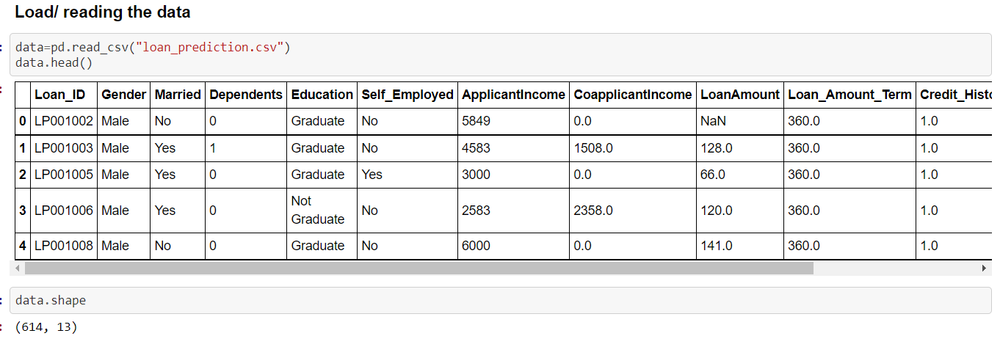 Load/ reading the data
data=pd.read_csv("loan_prediction.csv")
data.head()
Loan_ID Gender Married Dependents Education Self_Employed ApplicantIncome CoapplicantIncome LoanAmount Loan_Amount_Term Credit_Histo
0 LP001002 Male No 0 Graduate No 5849 0.0 NaN 360.0 1.0
1 LP001003 Male Yes 1 Graduate No 4583 1508.0 128.0 360.0 1.0
2 LP001005 Male Yes 0 Graduate Yes 3000 0.0 66.0 360.0 1.0
3 LP001006 Male Yes 0 Not Graduate No 2583 2358.0 120.0 360.0 1.0
4 LP001008 Male No 0 Graduate No 6000 0.0 141.0 360.0 1.0
data.shape
(614, 13)